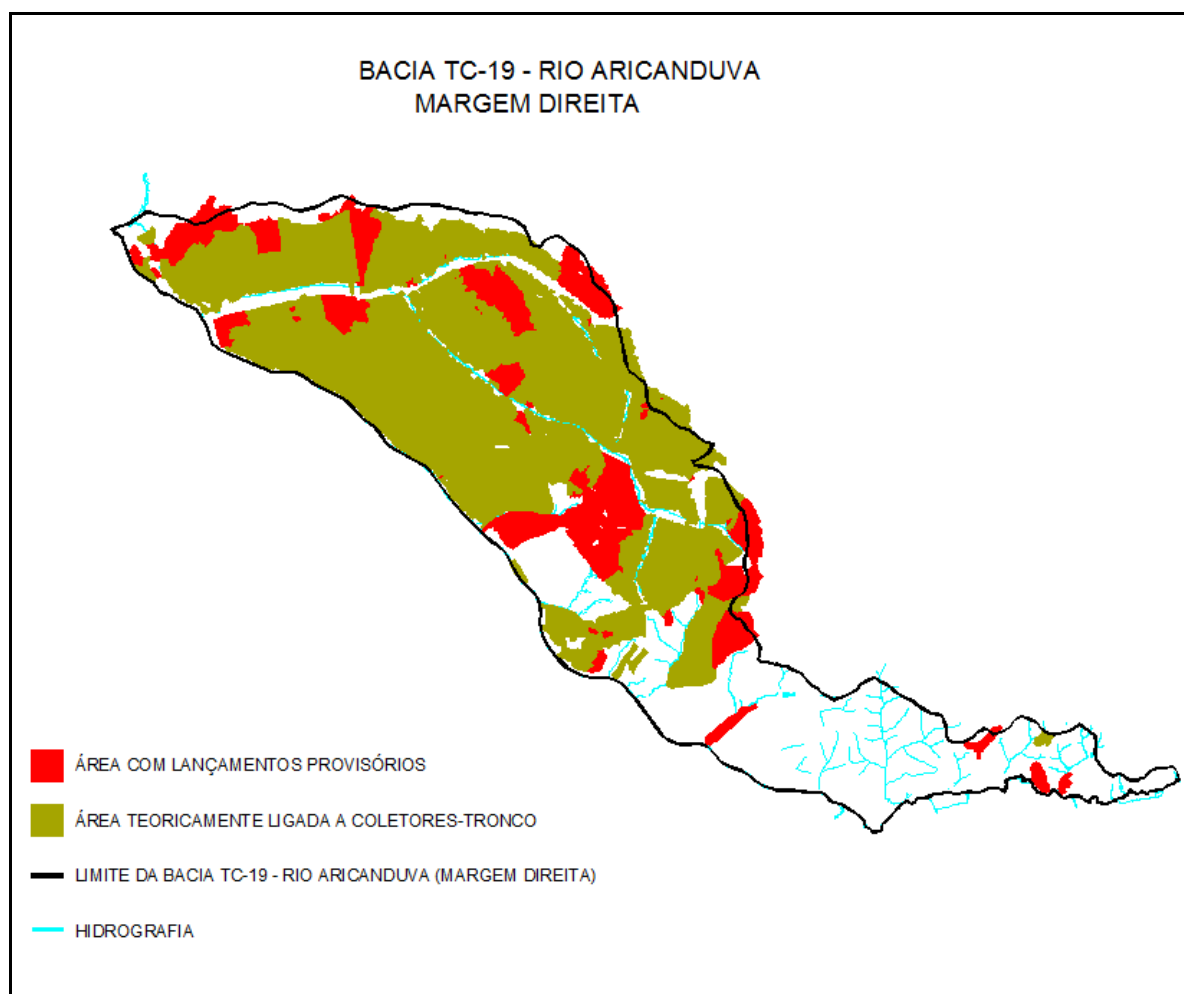 BACIA TC-19 - RIO ARICANDUVA
MARGEM DIREITA
ÁREA COM LANÇAMENTOS PROVISÓRIOS
ÁREA TEORICAMENTE LIGADA A COLETORES-TRONCO
LIMITE DA BACIA TC-19 - RIO ARICANDUVA (MARGEM DIREITA)
HIDROGRAFIA